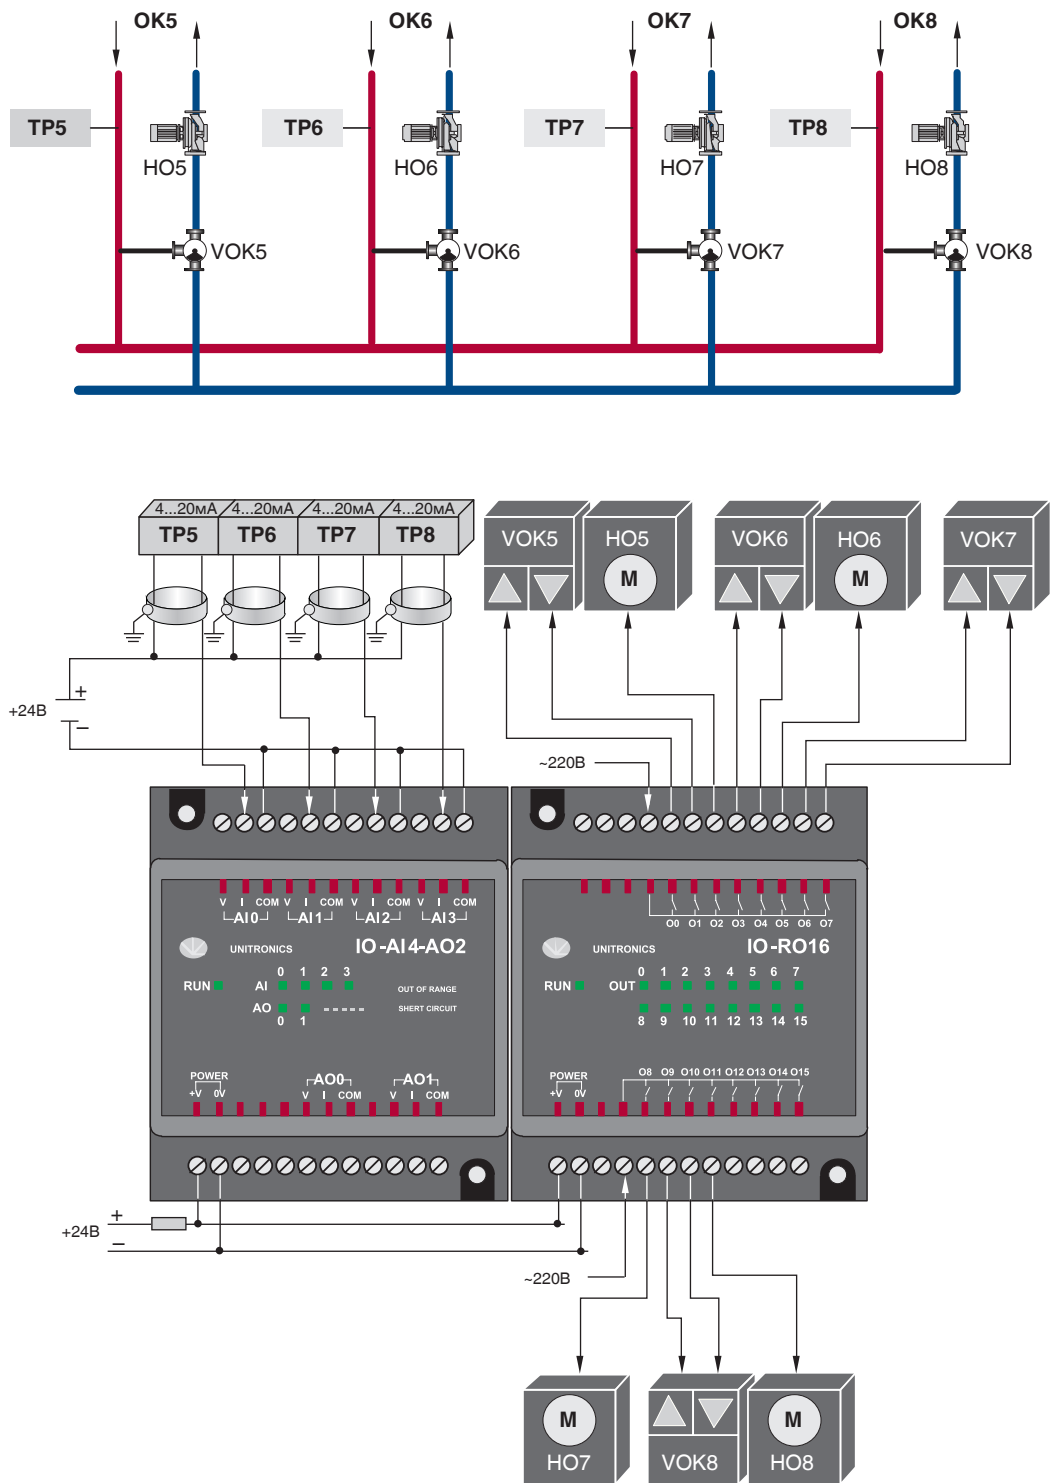 OK5 OK6 OK7 OK8
TP5 TP6 TP7 TP8
HO5 HO6 HO7 HO8
VOK5 VOK6 VOK7 VOK8
4...20мА 4...20мА 4...20мА 4...20мА
TP5 TP6 TP7 TP8
VOK5 HO5 VOK6 HO6 VOK7
M M
+
+24В
−
~220В
V I COM V I COM V I COM V I COM
AI0 AI1 AI2 AI3
O0 O1 O2 O3 O4 O5 O6 O7
UNITRONICS IO-AI4-AO2
UNITRONICS IO-RO16
0 1 2 3
RUN AI OUT OF RANGE
AO SHERT CIRCUIT
0 1
0 1 2 3 4 5 6 7
RUN OUT
8 9 10 11 12 13 14 15
POWER AO0 AO1
+V 0V V I COM V I COM
POWER O8 O9 O10 O11 O12 O13 O14 O15
+V 0V
+
+24В
−
~220В
M M
HO7 VOK8 HO8